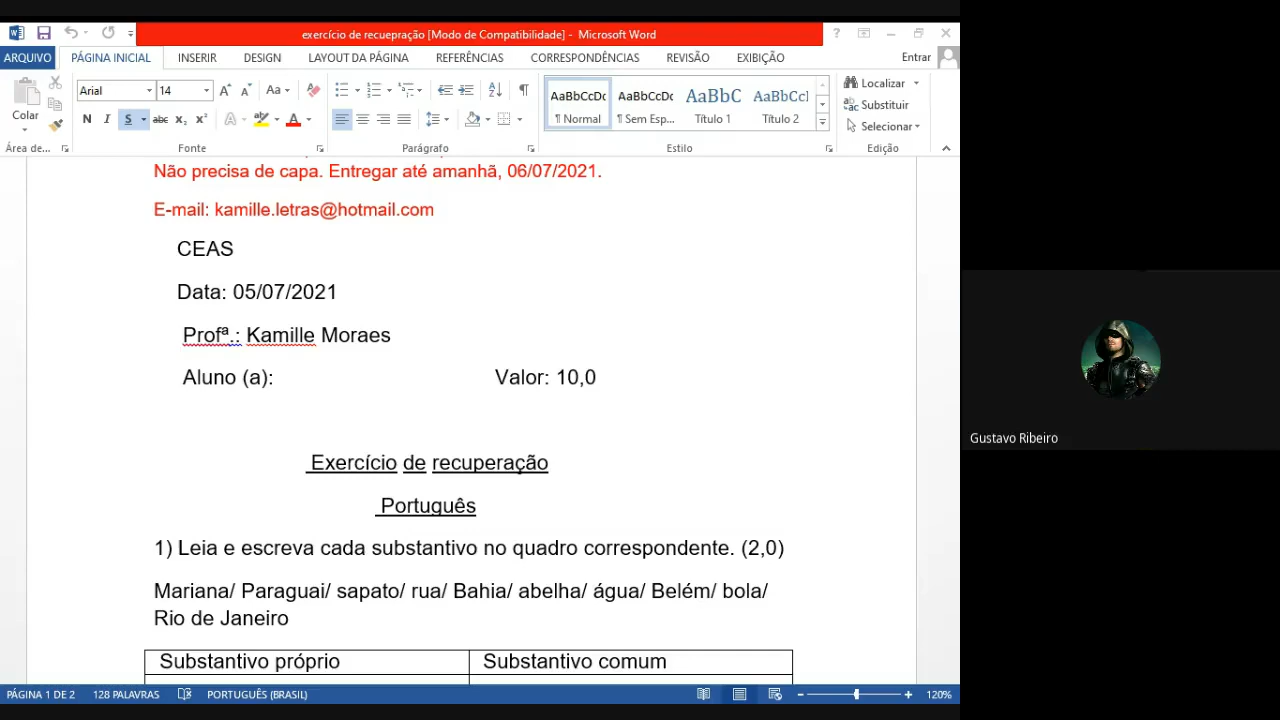 exercício de recuepração [Modo de Compatibilidade] - Microsoft Word
?
ARQUIVO PÁGINA INICIAL INSERIR DESIGN LAYOUT DA PÁGINA REFERÊNCIAS CORRESPONDÊNCIAS REVISÃO EXIBIÇÃO Entrar
Arial 14 Aa
AaBbCcDc AaBbCcDc AaBbC AaBbCcl
Localizar
Substituir
Selecionar
Colar
N I S abc x₂ x² A A
¶ Normal ¶ Sem Esp... Título 1 Título 2
Área de... Fonte Parágrafo Estilo Edição
Não precisa de capa. Entregar até amanhã, 06/07/2021.
E-mail: kamille.letras@hotmail.com
CEAS
Data: 05/07/2021
Profª.: Kamille Moraes
Aluno (a): Valor: 10,0
Exercício de recuperação
Português
1) Leia e escreva cada substantivo no quadro correspondente. (2,0)
Mariana/ Paraguai/ sapato/ rua/ Bahia/ abelha/ água/ Belém/ bola/
Rio de Janeiro
Substantivo próprio Substantivo comum
PÁGINA 1 DE 2 128 PALAVRAS PORTUGUÊS (BRASIL) 120%
Gustavo Ribeiro